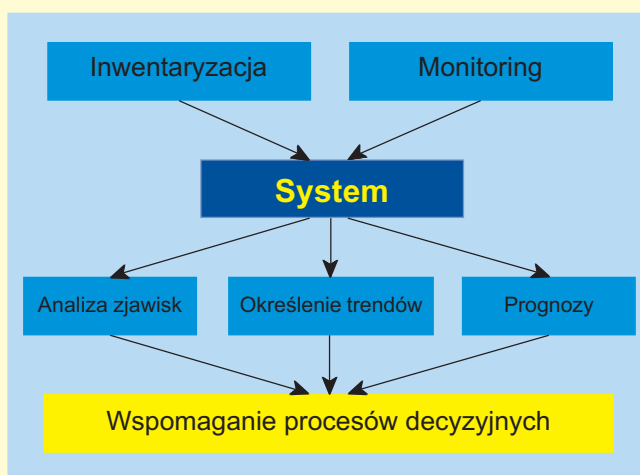 Inwentaryzacja
Monitoring
System
Analiza zjawisk
Określenie trendów
Prognozy
Wspomaganie procesów decyzyjnych